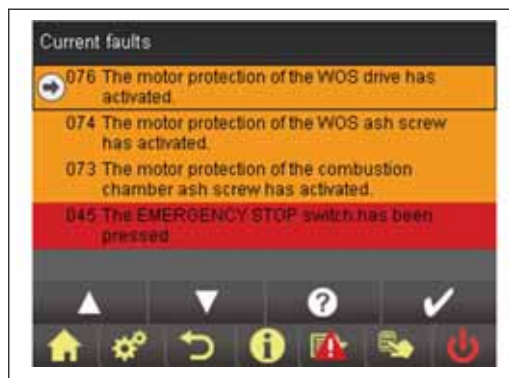 Current faults
076 The motor protection of the WOS drive has
activated.
074 The motor protection of the WOS ash screw
has activated.
073 The motor protection of the combustion
chamber ash screw has activated.
045 The EMERGENCY STOP switch has been
pressed